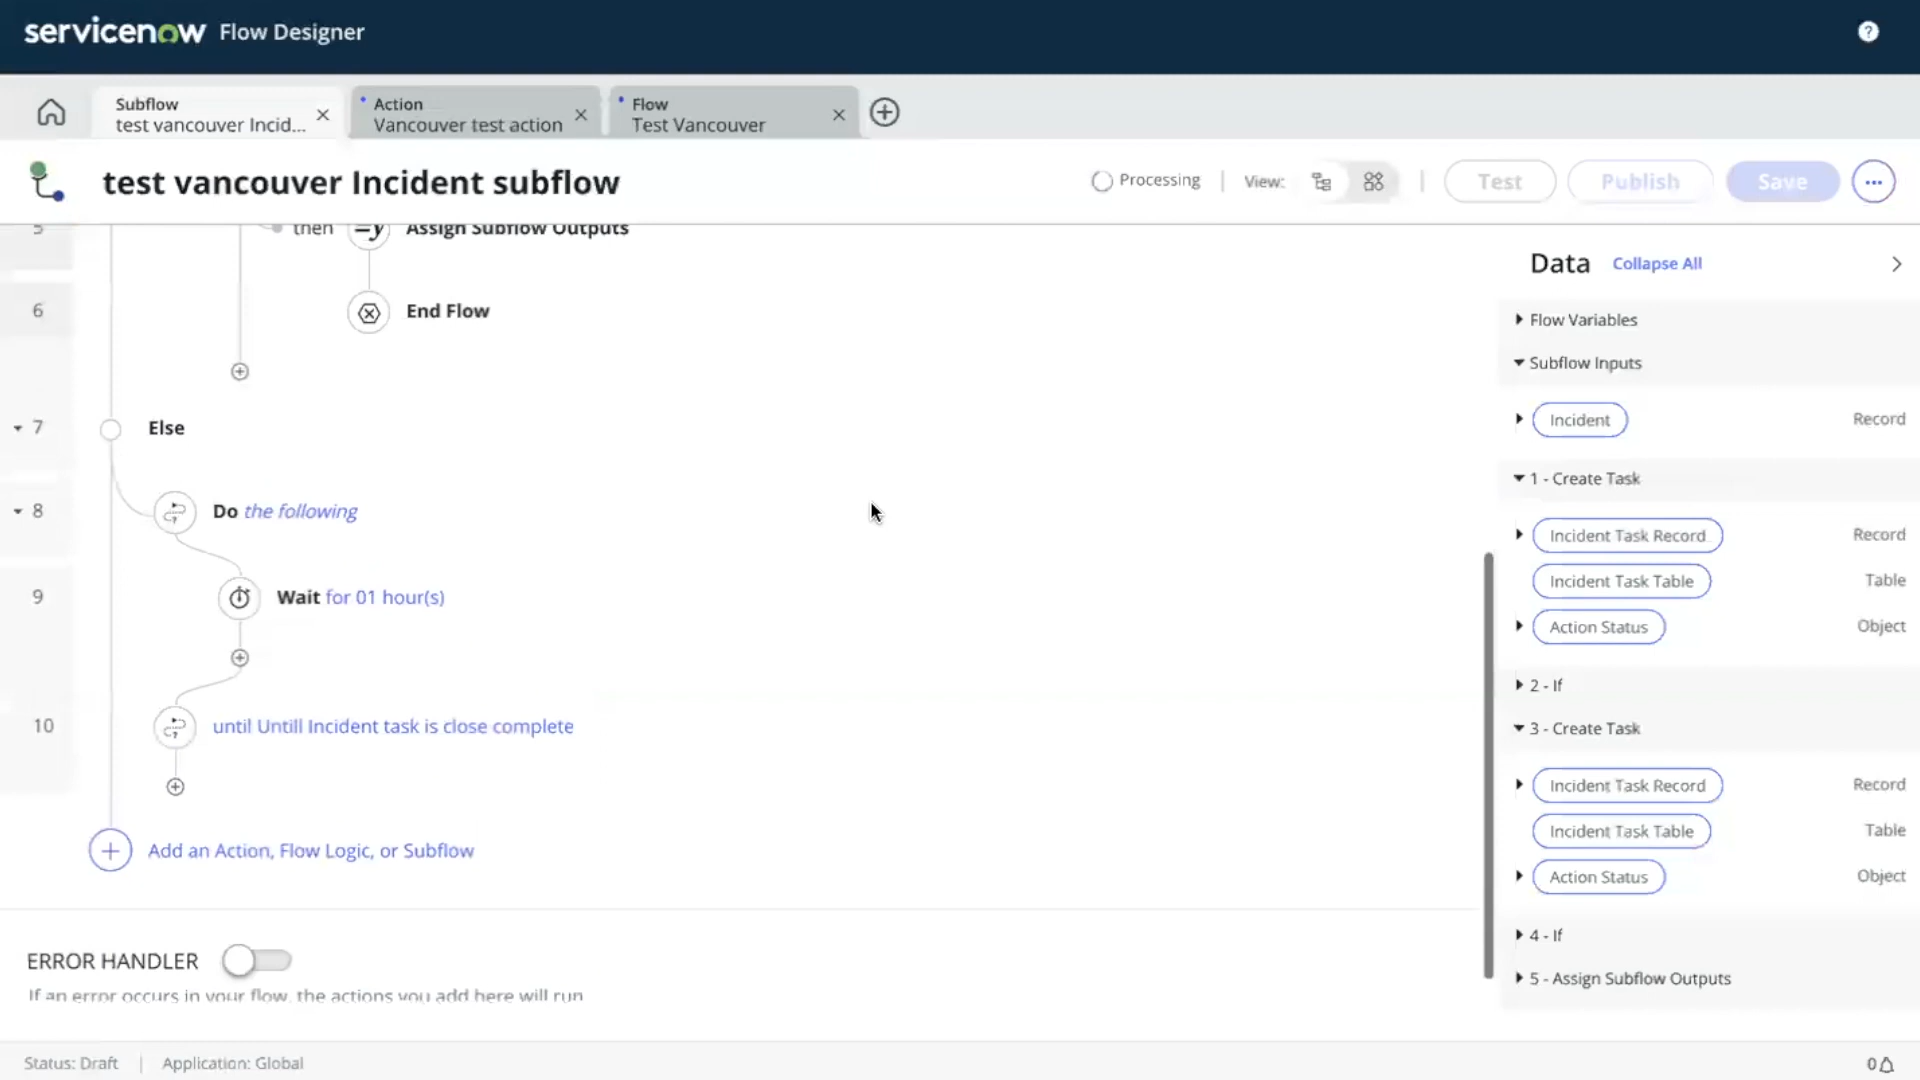 servicenow Flow Designer
Subflow
test vancouver Incid...
Action
Vancouver test action
Flow
Test Vancouver
test vancouver Incident subflow
Processing
View:
Test
Publish
Save
5
then
=y
Assign Subflow Outputs
6
End Flow
7
Else
8
Do the following
9
Wait for 01 hour(s)
10
until Untill Incident task is close complete
Add an Action, Flow Logic, or Subflow
ERROR HANDLER
If an error occurs in your flow, the actions you add here will run
Data Collapse All
Flow Variables
Subflow Inputs
Incident Record
1 - Create Task
Incident Task Record Record
Incident Task Table Table
Action Status Object
2 - If
3 - Create Task
Incident Task Record Record
Incident Task Table Table
Action Status Object
4 - If
5 - Assign Subflow Outputs
Status: Draft
Application: Global
0